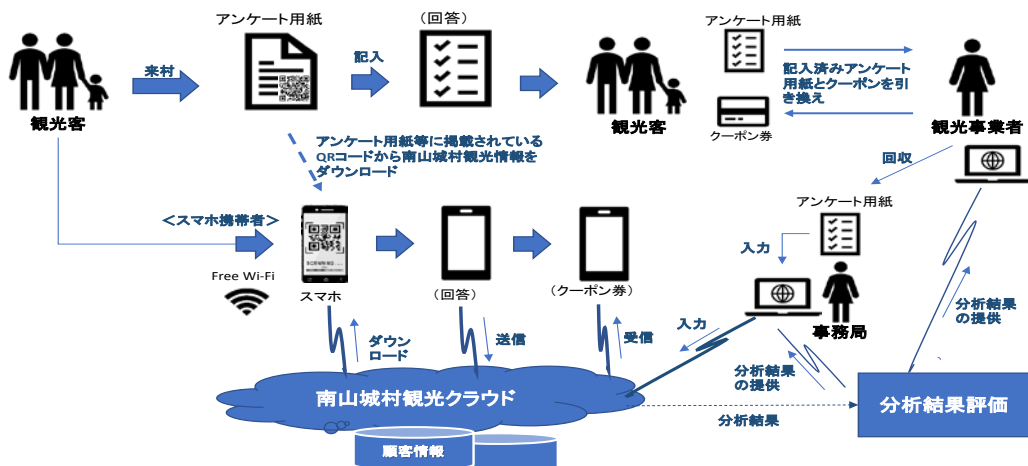 アンケート用紙
(回答)
アンケート用紙
来村
記入
記入済みアンケート
用紙とクーポンを引
き換え
観光客
観光客
クーポン券
観光事業者
アンケート用紙等に掲載されている
QRコードから南山城村観光情報を
ダウンロード
回収
アンケート用紙
<スマホ携帯者>
入力
Free Wi-Fi
スマホ
(回答)
(クーポン券)
事務局
分析結果
の提供
ダウン
ロード
送信
受信
入力
分析結果
の提供
南山城村観光クラウド
分析結果
分析結果評価
顧客情報